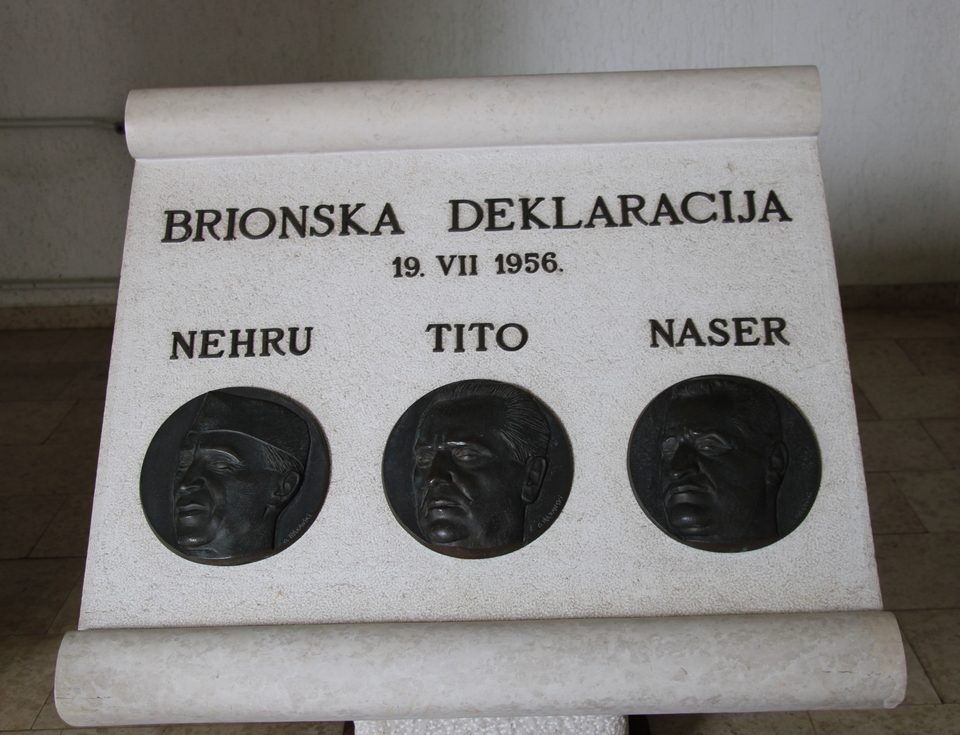 BRIONSKA DEKLARACIJA
19. VII 1956.
NEHRU TITO NASER